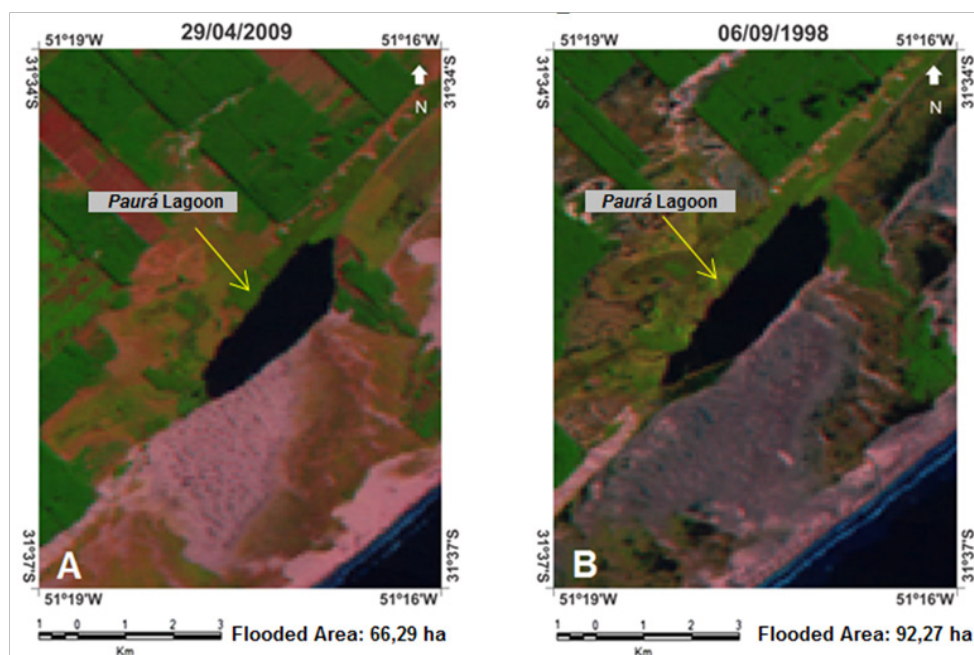 29/04/2009
51°19'W
51°16'W
31°34'S
31°34'S
N
Paurá Lagoon
A
31°37'S
31°37'S
51°19'W
51°16'W
1 0 1 2 3
Km
Flooded Area: 66,29 ha
06/09/1998
51°19'W
51°16'W
31°34'S
31°34'S
N
Paurá Lagoon
B
31°37'S
31°37'S
51°19'W
51°16'W
1 0 1 2 3
Km
Flooded Area: 92,27 ha